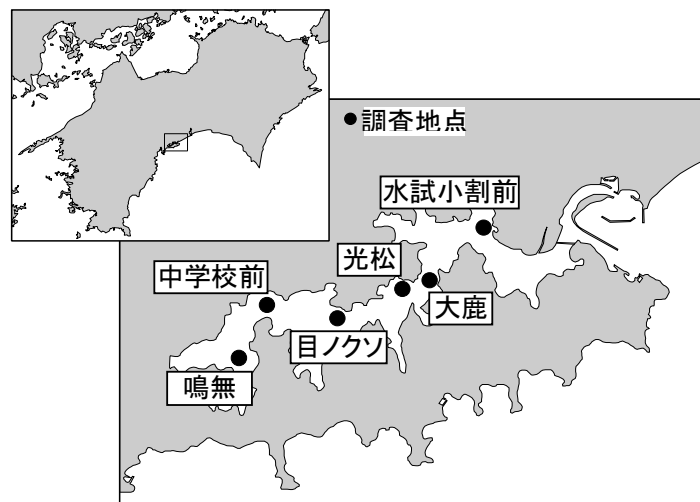 ●調査地点
水試小割前
光松
中学校前
大鹿
目ノクソ
鳴無